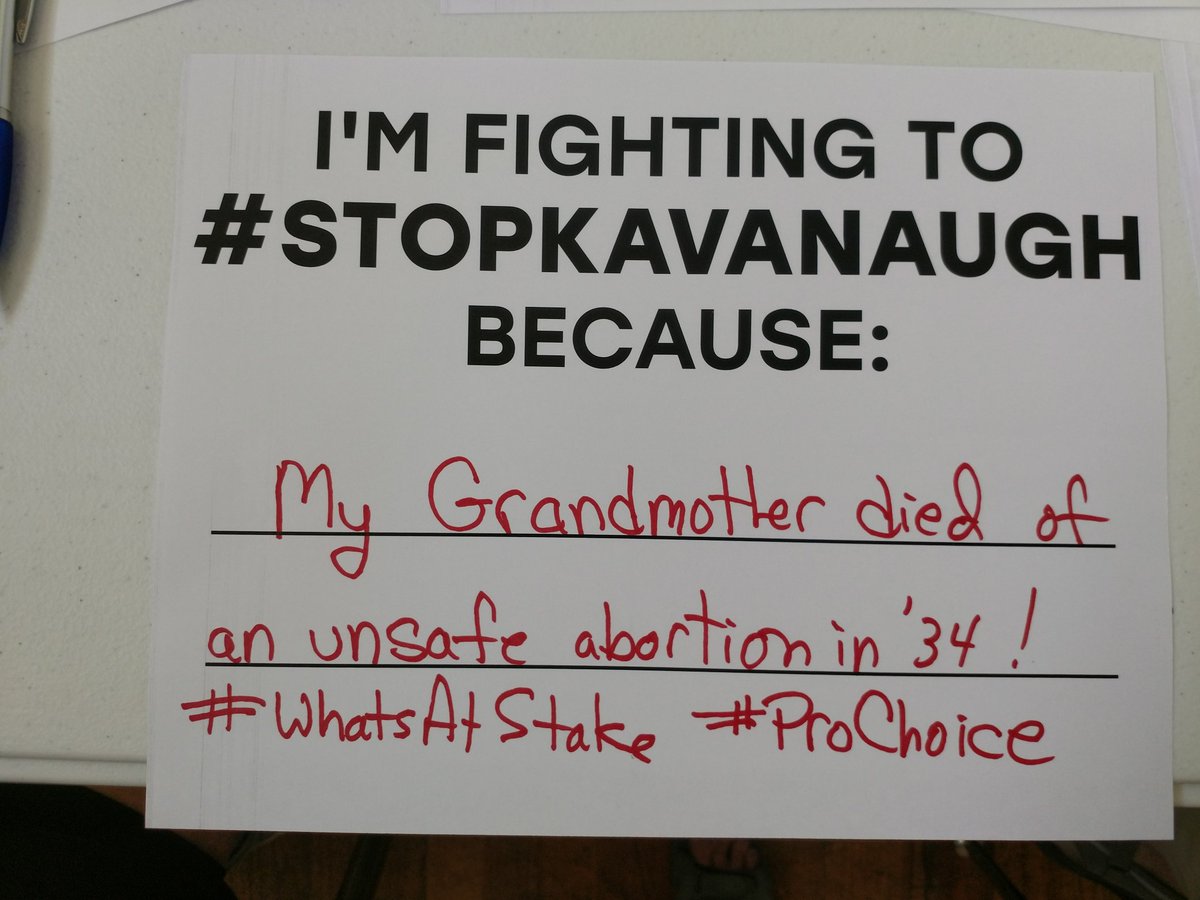 I'M FIGHTING TO
#STOPKAVANAUGH
BECAUSE:
My Grandmother died of
an unsafe abortion in '34!
#WhatsAtStake #ProChoice